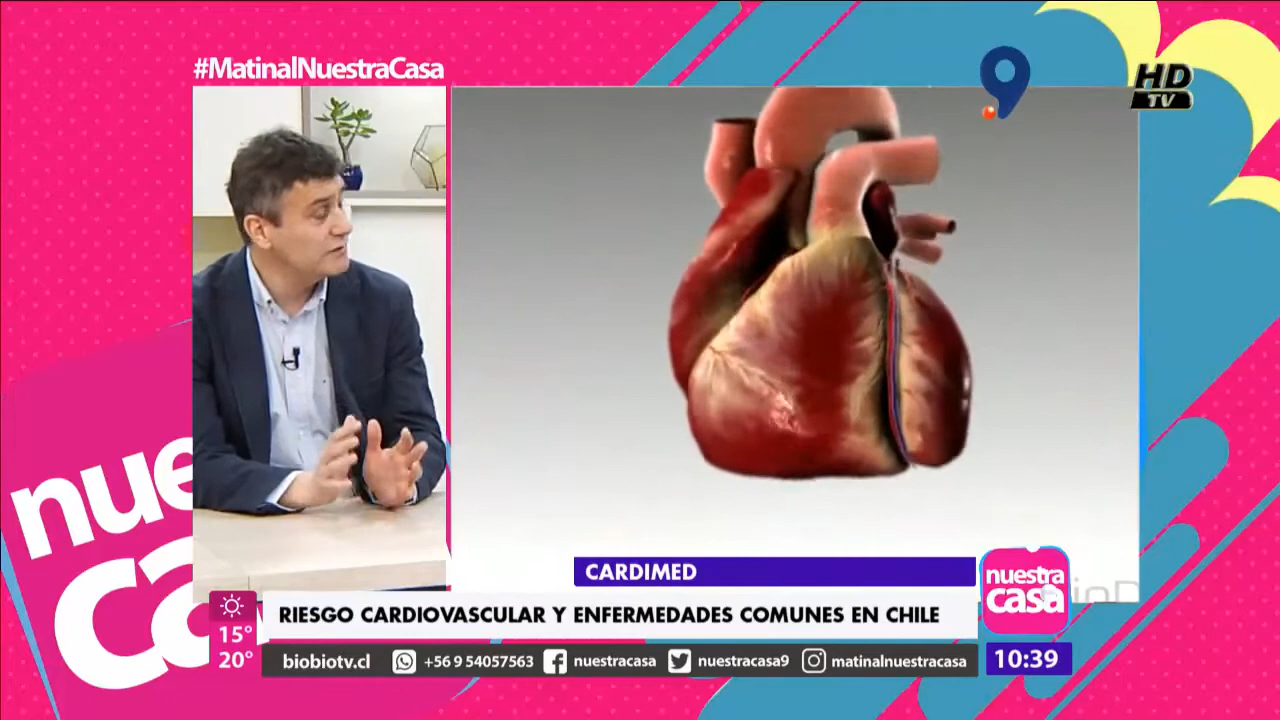 #MatinalNuestraCasa
9
HD
TV
nue
ca
CARDIMED
nuestra
casa
RIESGO CARDIOVASCULAR Y ENFERMEDADES COMUNES EN CHILE
15°
20°
biobiotv.cl +56 9 54057563 nuestracasa nuestracasa9 matinalnuestracasa
10:39